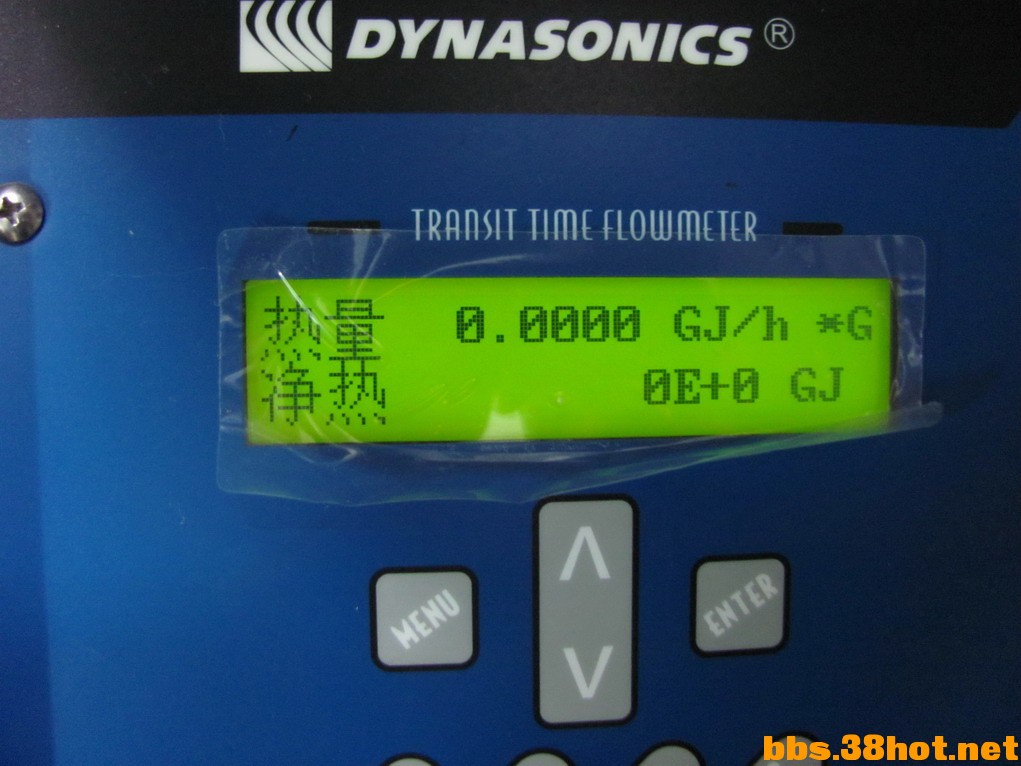 DYNASONICS ®
TRANSIT TIME FLOWMETER
热量 0.0000 GJ/h *G
净热 0E+0 GJ
MENU
ENTER
bbs.38hot.net